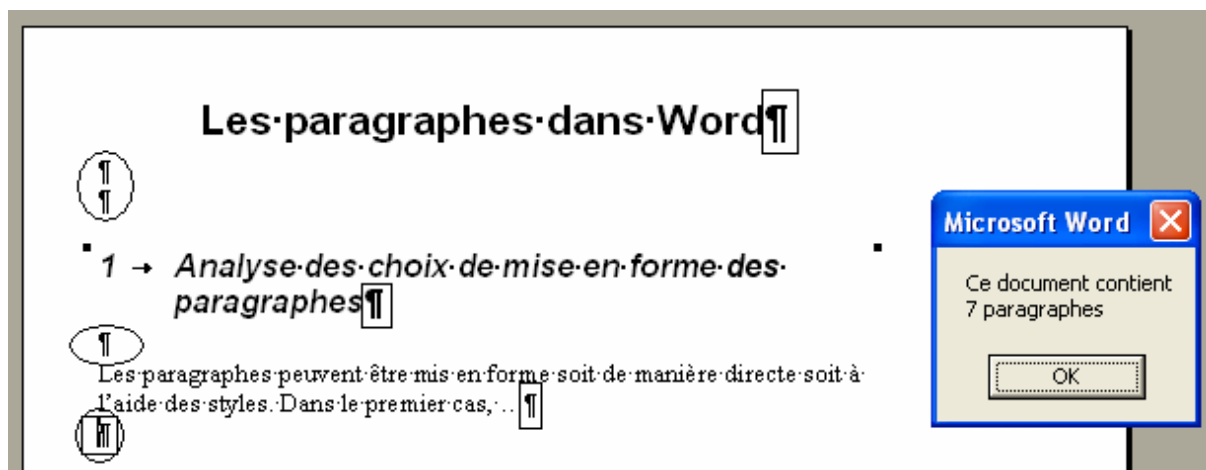 Les·paragraphes·dans·Word¶
¶
¶
1 → Analyse·des·choix·de·mise·en·forme·des·
paragraphes¶
¶
Les·paragraphes·peuvent·être·mis·en·forme·soit·de·manière·directe·soit·à·
l'aide·des·styles.·Dans·le·premier·cas,·...¶
¶
Microsoft Word
Ce document contient
7 paragraphes
OK